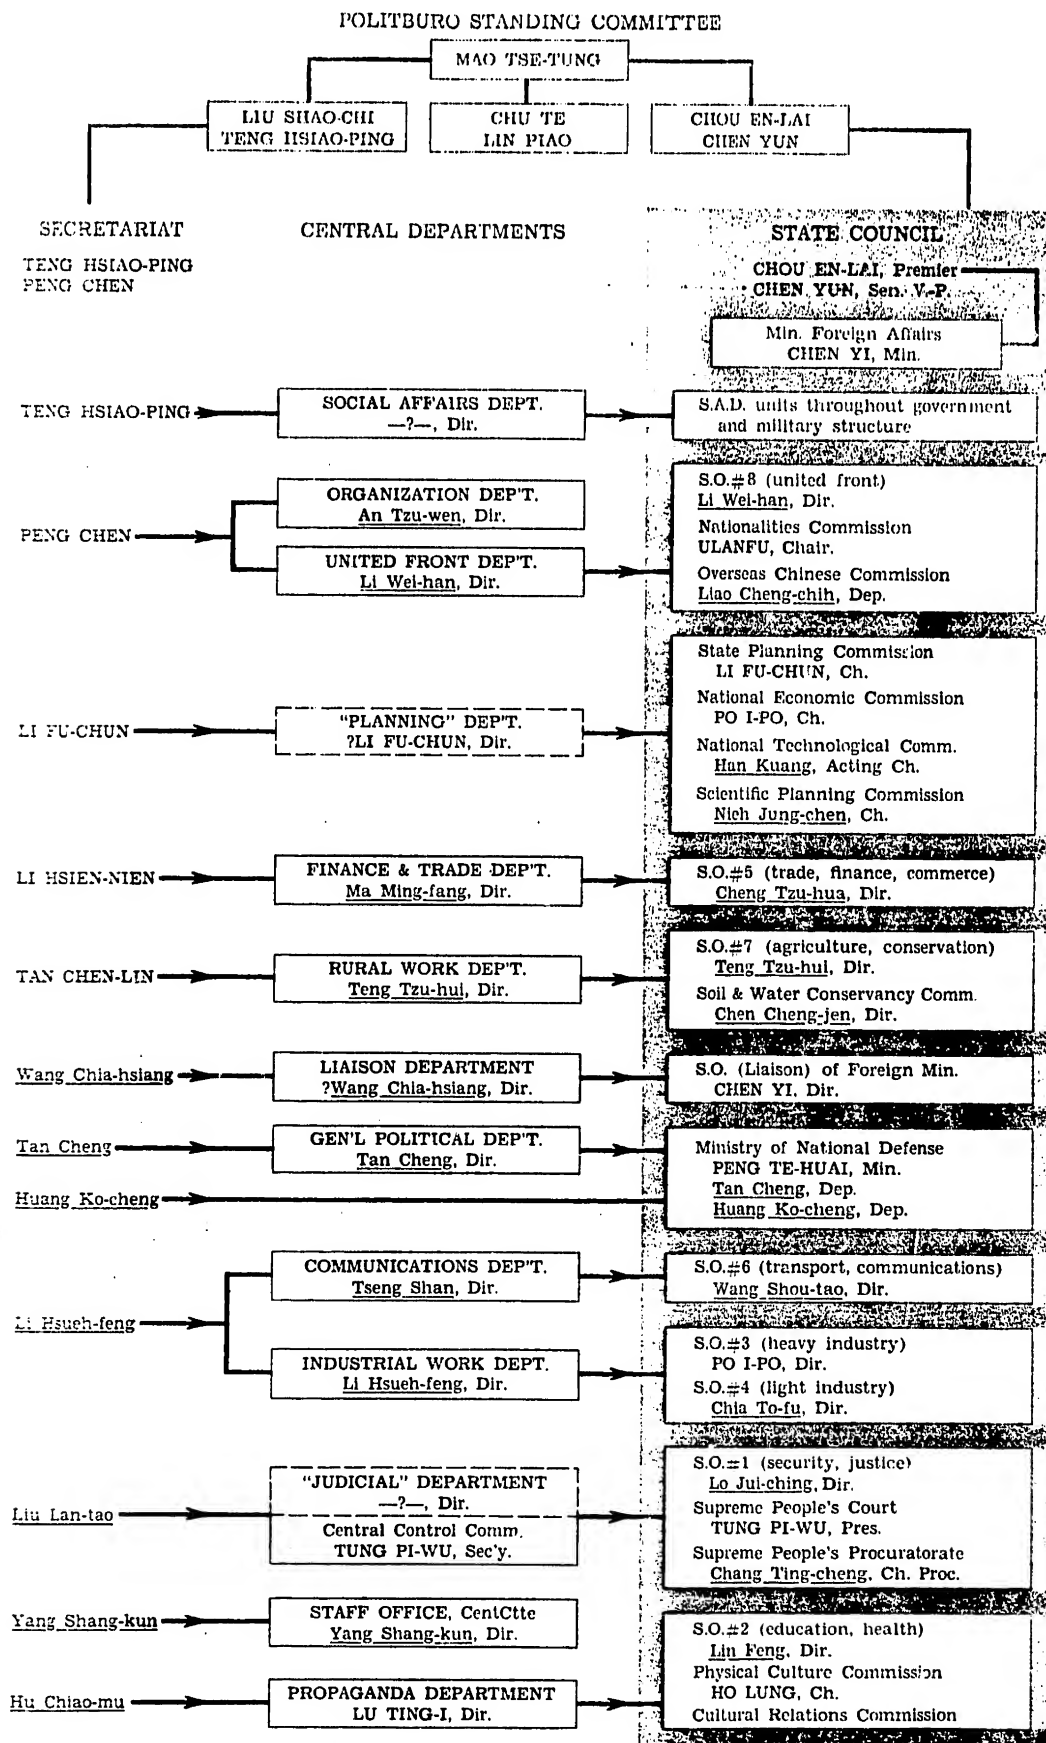 POLITBURO STANDING COMMITTEE
MAO TSE-TUNG
LIU SHAO-CHI
TENG HSIAO-PING
CHU TE
LIN PIAO
CHOU EN-LAI
CHEN YUN
SECRETARIAT
TENG HSIAO-PING
PENG CHEN
CENTRAL DEPARTMENTS
STATE COUNCIL
CHOU EN-LAI, Premier
CHEN YUN, Sen. V.-P.
Min. Foreign Affairs
CHEN YI, Min.
TENG HSIAO-PING
SOCIAL AFFAIRS DEPT.
—?—, Dir.
S.A.D. units throughout government
and military structure
PENG CHEN
ORGANIZATION DEP'T.
An Tzu-wen, Dir.
UNITED FRONT DEP'T.
Li Wei-han, Dir.
S.O.#8 (united front)
Li Wei-han, Dir.
Nationalities Commission
ULANFU, Chair.
Overseas Chinese Commission
Liao Cheng-chih, Dep.
LI FU-CHUN
"PLANNING" DEP'T.
?LI FU-CHUN, Dir.
State Planning Commission
LI FU-CHUN, Ch.
National Economic Commission
PO I-PO, Ch.
National Technological Comm.
Han Kuang, Acting Ch.
Scientific Planning Commission
Nieh Jung-chen, Ch.
LI HSIEN-NIEN
FINANCE & TRADE DEP'T.
Ma Ming-fang, Dir.
S.O.#5 (trade, finance, commerce)
Cheng Tzu-hua, Dir.
TAN CHEN-LIN
RURAL WORK DEP'T.
Teng Tzu-hui, Dir.
S.O.#7 (agriculture, conservation)
Teng Tzu-hui, Dir.
Soil & Water Conservancy Comm.
Chen Cheng-jen, Dir.
Wang Chia-hsiang
LIAISON DEPARTMENT
?Wang Chia-hsiang, Dir.
S.O. (Liaison) of Foreign Min.
CHEN YI, Dir.
Tan Cheng
GEN'L POLITICAL DEP'T.
Tan Cheng, Dir.
Huang Ko-cheng
Ministry of National Defense
PENG TE-HUAI, Min.
Tan Cheng, Dep.
Huang Ko-cheng, Dep.
Li Hsueh-feng
COMMUNICATIONS DEP'T.
Tseng Shan, Dir.
S.O.#6 (transport, communications)
Wang Shou-tao, Dir.
INDUSTRIAL WORK DEPT.
Li Hsueh-feng, Dir.
S.O.#3 (heavy industry)
PO I-PO, Dir.
S.O.#4 (light industry)
Chia To-fu, Dir.
Liu Lan-tao
"JUDICIAL" DEPARTMENT
—?—, Dir.
Central Control Comm.
TUNG PI-WU, Sec'y.
S.O.#1 (security, justice)
Lo Jui-ching, Dir.
Supreme People's Court
TUNG PI-WU, Pres.
Supreme People's Procuratorate
Chang Ting-cheng, Ch. Proc.
Yang Shang-kun
STAFF OFFICE, CentCtte
Yang Shang-kun, Dir.
Hu Chiao-mu
PROPAGANDA DEPARTMENT
LU TING-I, Dir.
S.O.#2 (education, health)
Lin Feng, Dir.
Physical Culture Commission
HO LUNG, Ch.
Cultural Relations Commission